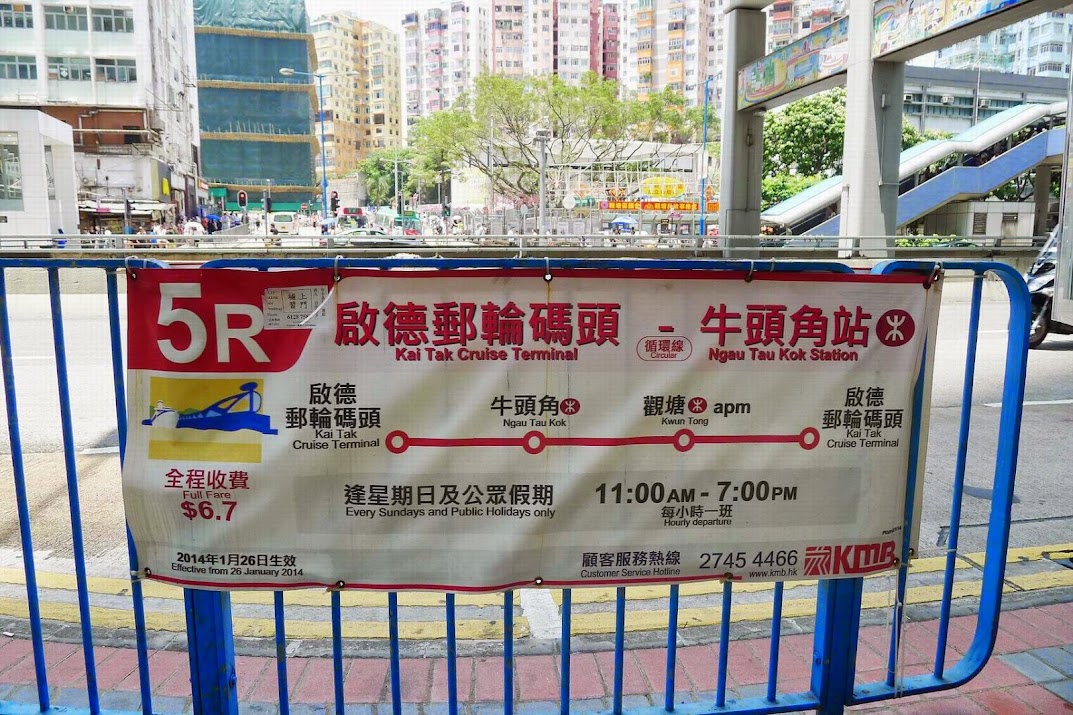 5R
啟德郵輪碼頭
Kai Tak Cruise Terminal
循環線
Circular
牛頭角站
Ngau Tau Kok Station
啟德
郵輪碼頭
Kai Tak
Cruise Terminal
牛頭角
Ngau Tau Kok
觀塘 apm
Kwun Tong
啟德
郵輪碼頭
Kai Tak
Cruise Terminal
全程收費
Full Fare
$6.7
逢星期日及公眾假期
Every Sundays and Public Holidays only
11:00AM - 7:00PM
每小時一班
Hourly departure
2014年1月26日生效
Effective from 26 January 2014
顧客服務熱線
Customer Service Hotline
2745 4466
www.kmb.hk
KMB